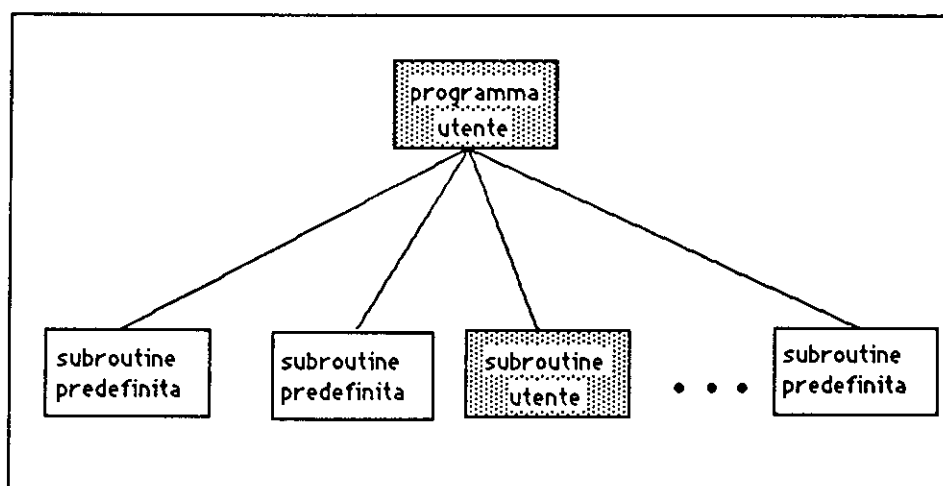 programma
utente
subroutine
predefinita
subroutine
predefinita
subroutine
utente
subroutine
predefinita